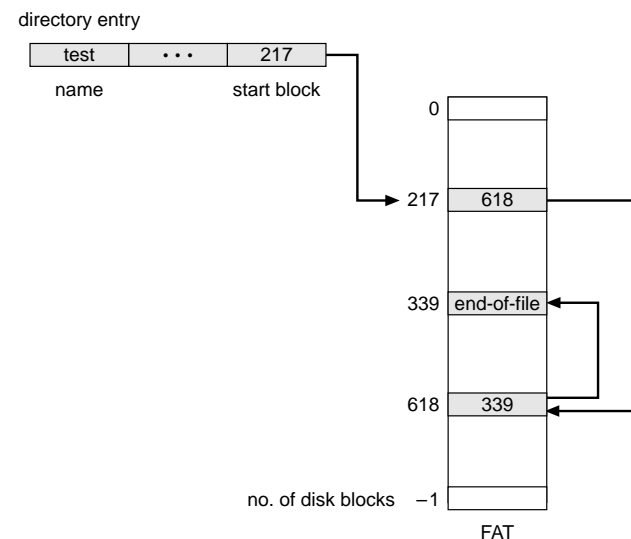 directory entry
test • • • 217
name start block
0
217 618
339 end-of-file
618 339
no. of disk blocks –1
FAT